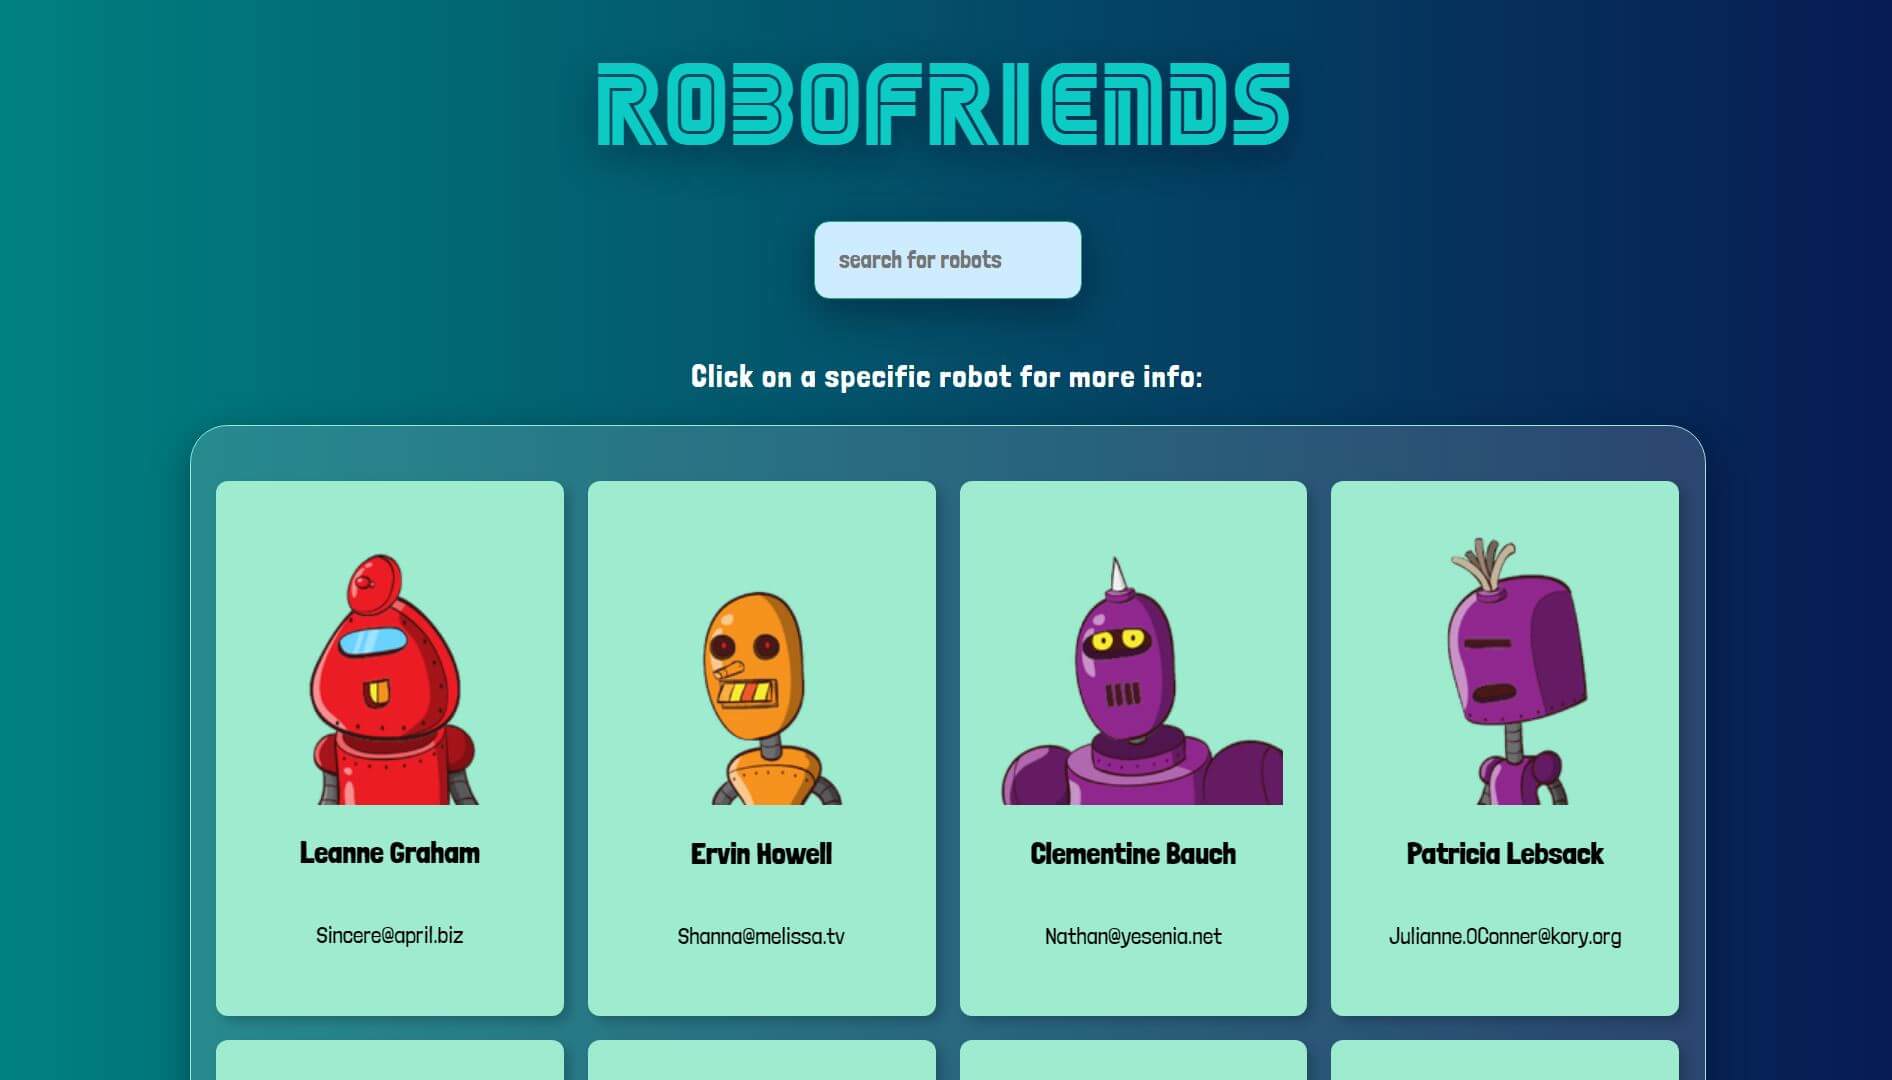 ROBOFRIENDS
search for robots
Click on a specific robot for more info:
Leanne Graham
Ervin Howell
Clementine Bauch
Patricia Lebsack
Sincere@april.biz
Shanna@melissa.tv
Nathan@yesenia.net
Julianne.OConner@kory.org